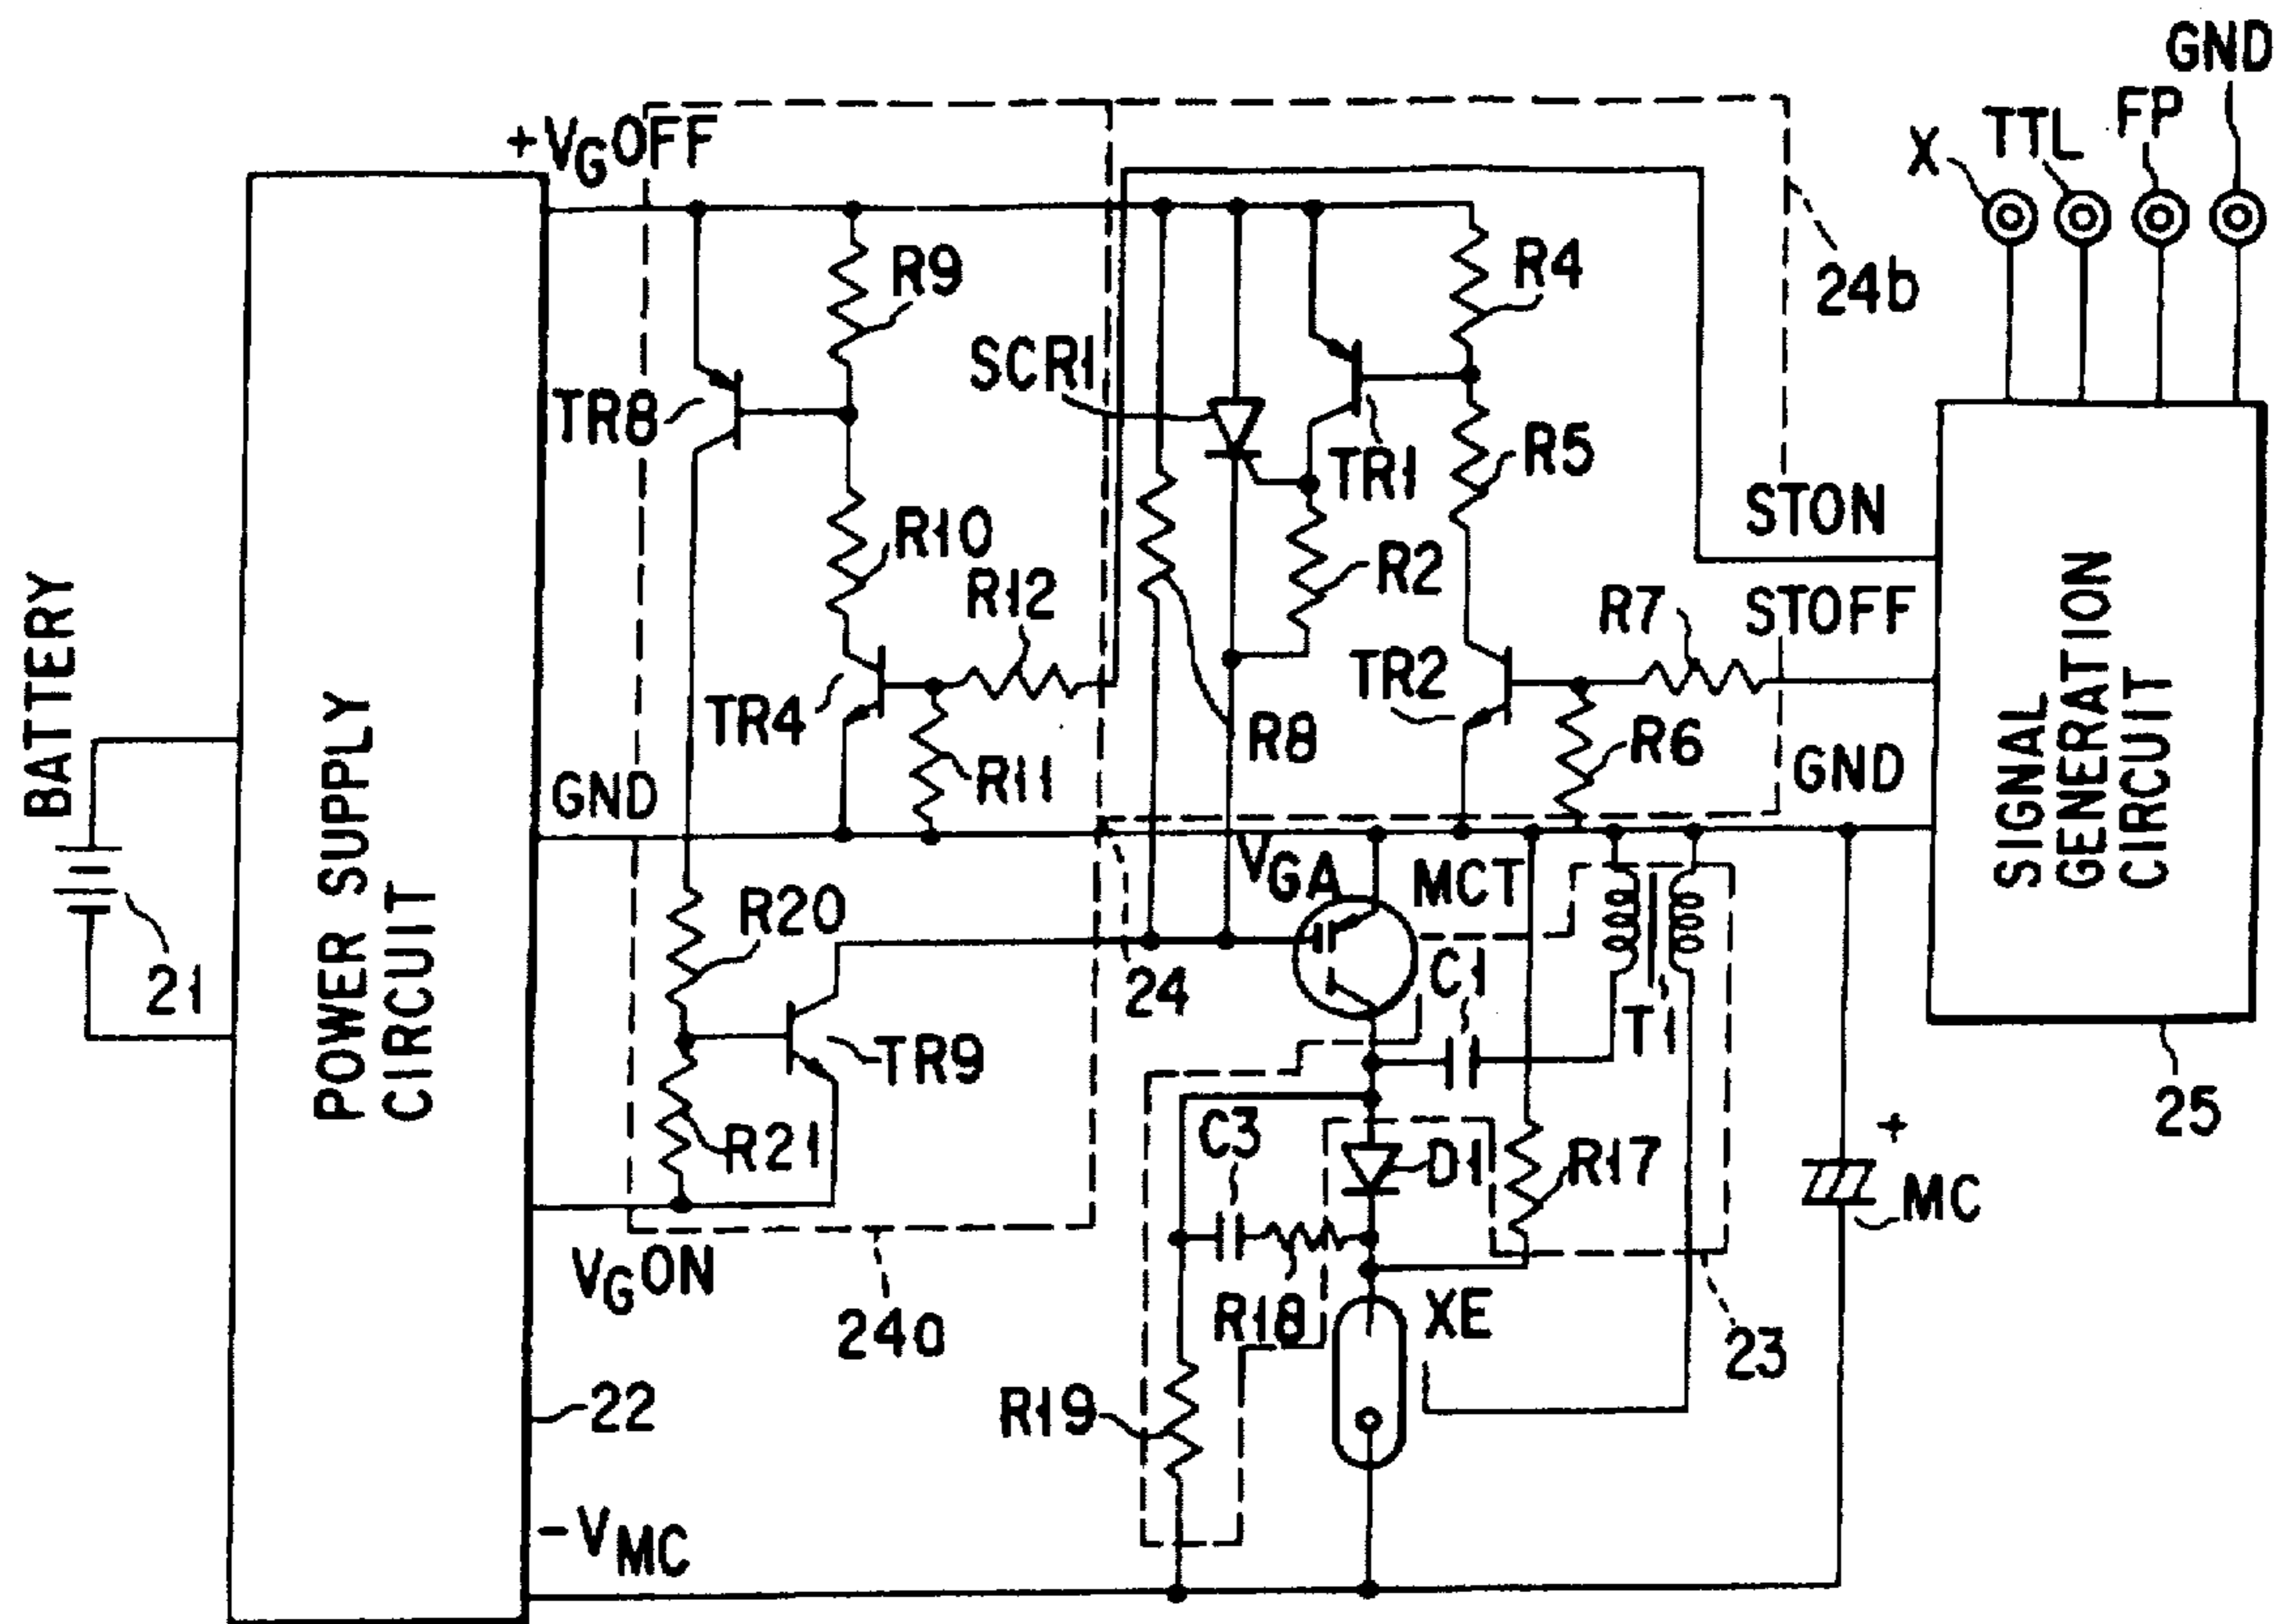 GND
FP
TTL
X
+VGOFF
24b
R9
R4
SCR1
TR8
TR1
R5
STON
R10
R2
R12
R7
STOFF
TR2
TR4
R8
R6
R11
GND
GND
BATTERY
POWER SUPPLY
CIRCUIT
SIGNAL
GENERATION
CIRCUIT
VGA
MCT
R20
21
24
C1
T1
TR9
25
R21
C3
D1
R17
+
MC
VGON
240
R18
XE
23
22
R19
-VMC